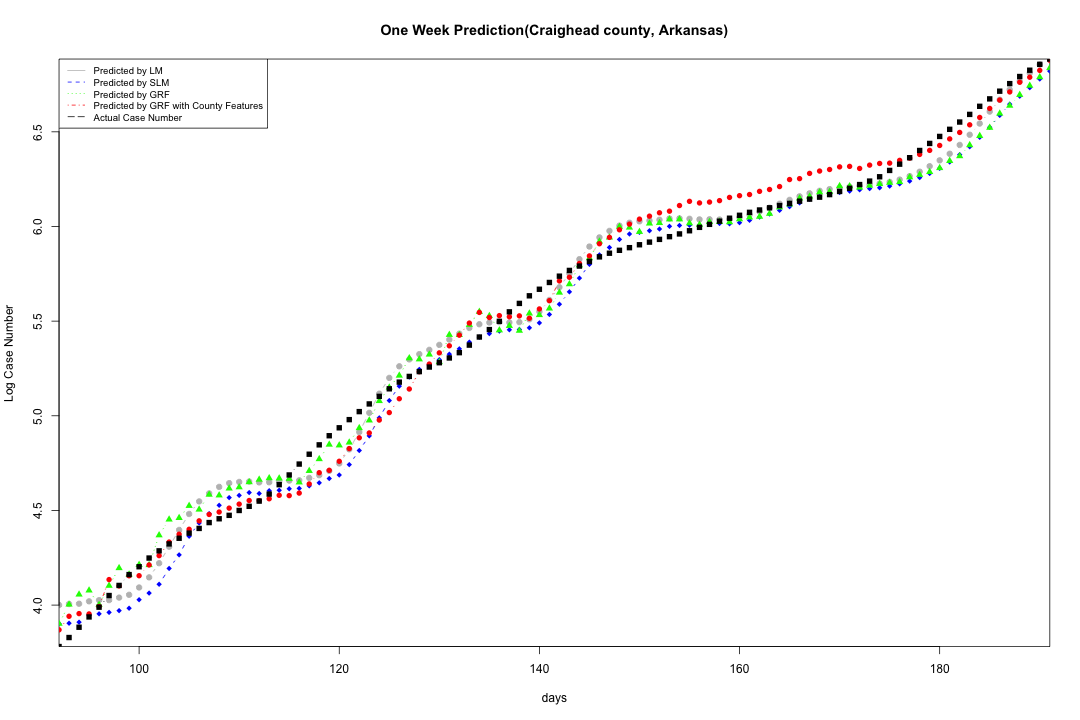 One Week Prediction(Craighead county, Arkansas)
Predicted by LM
Predicted by SLM
Predicted by GRF
Predicted by GRF with County Features
Actual Case Number
Log Case Number
6.5
6.0
5.5
5.0
4.5
4.0
100 120 140 160 180
days